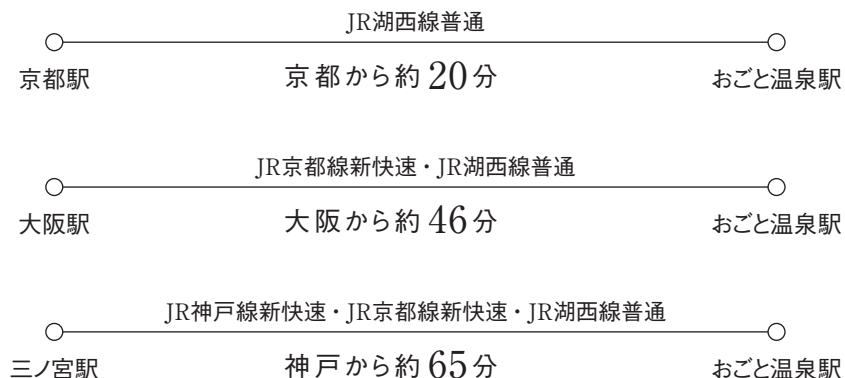 JR湖西線普通
京都駅 京都から約20分 おごと温泉駅
JR京都線新快速・JR湖西線普通
大阪駅 大阪から約46分 おごと温泉駅
JR神戸線新快速・JR京都線新快速・JR湖西線普通
三ノ宮駅 神戸から約65分 おごと温泉駅